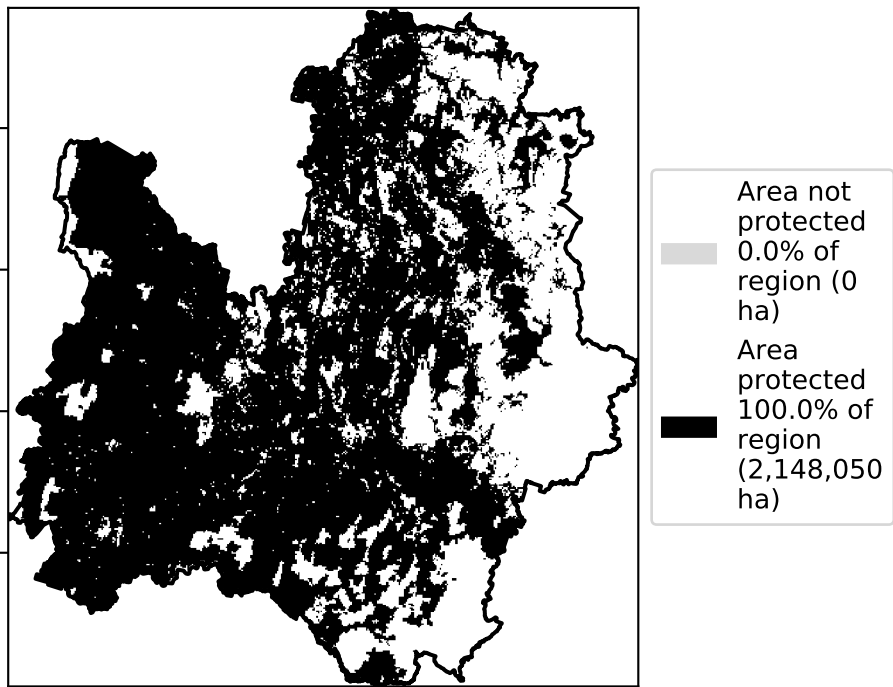 Area not
protected
0.0% of
region (0
ha)
Area
protected
100.0% of
region
(2,148,050
ha)